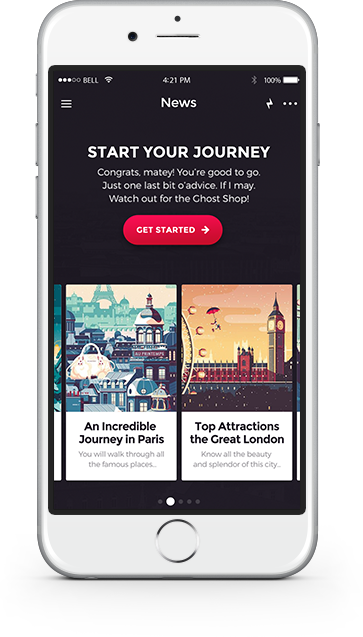 BELL 4:21 PM 100%
News
START YOUR JOURNEY
Congrats, matey! You're good to go.
Just one last bit o'advice. If I may.
Watch out for the Ghost Shop!
GET STARTED
AU PRINTEMPS
An Incredible
Journey in Paris
You will walk through all
the famous places...
Top Attractions
the Great London
Know all the beauty
and splendor of this city...